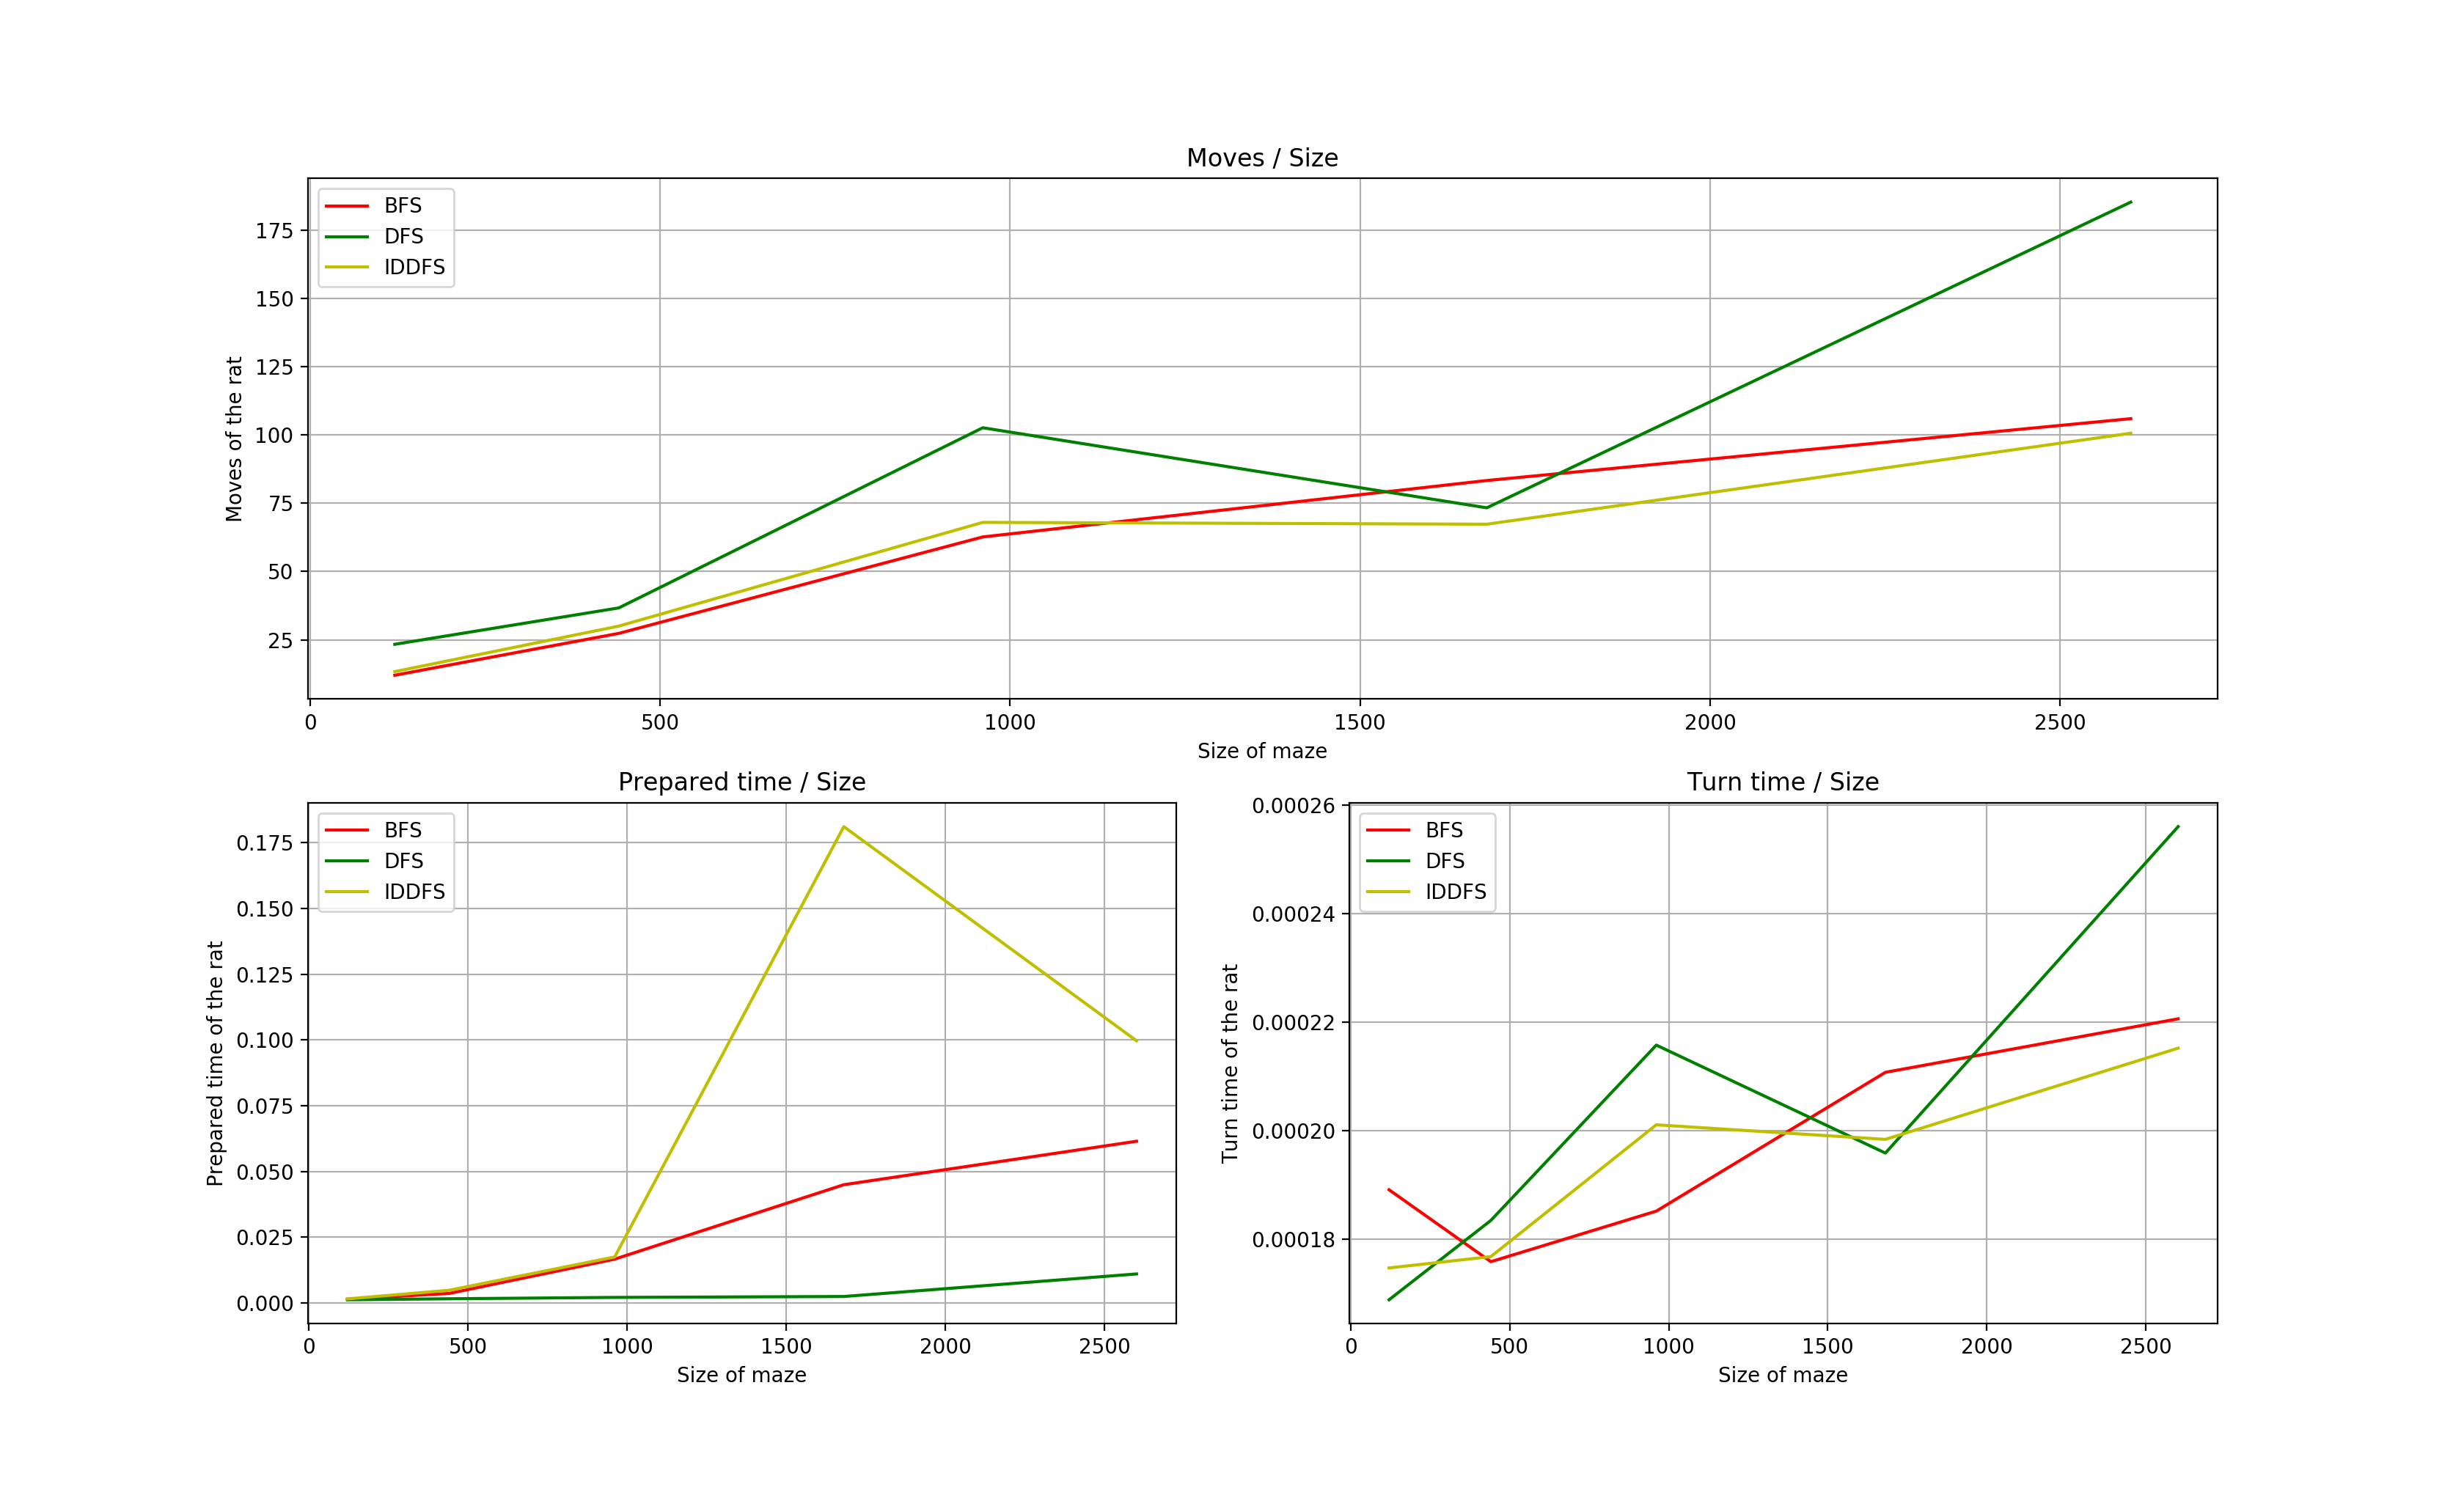 Moves / Size
BFS
DFS
IDDFS
Moves of the rat
175
150
125
100
75
50
25
0 500 1000 1500 2000 2500
Size of maze
Prepared time / Size
BFS
DFS
IDDFS
Prepared time of the rat
0.175
0.150
0.125
0.100
0.075
0.050
0.025
0.000
0 500 1000 1500 2000 2500
Size of maze
Turn time / Size
BFS
DFS
IDDFS
Turn time of the rat
0.00026
0.00024
0.00022
0.00020
0.00018
0 500 1000 1500 2000 2500
Size of maze